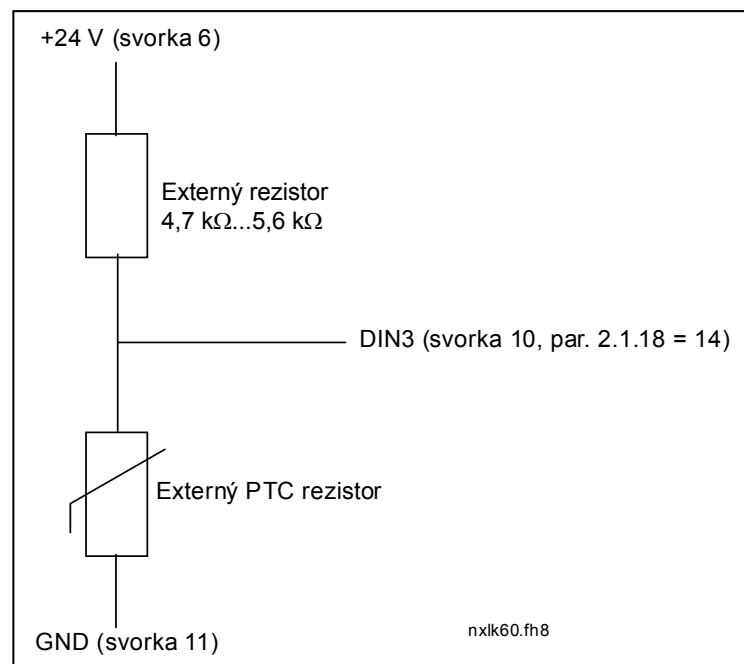 +24 V (svorka 6)
Externý rezistor
4,7 kΩ...5,6 kΩ
DIN3 (svorka 10, par. 2.1.18 = 14)
Externý PTC rezistor
GND (svorka 11)
nxlk60.fh8